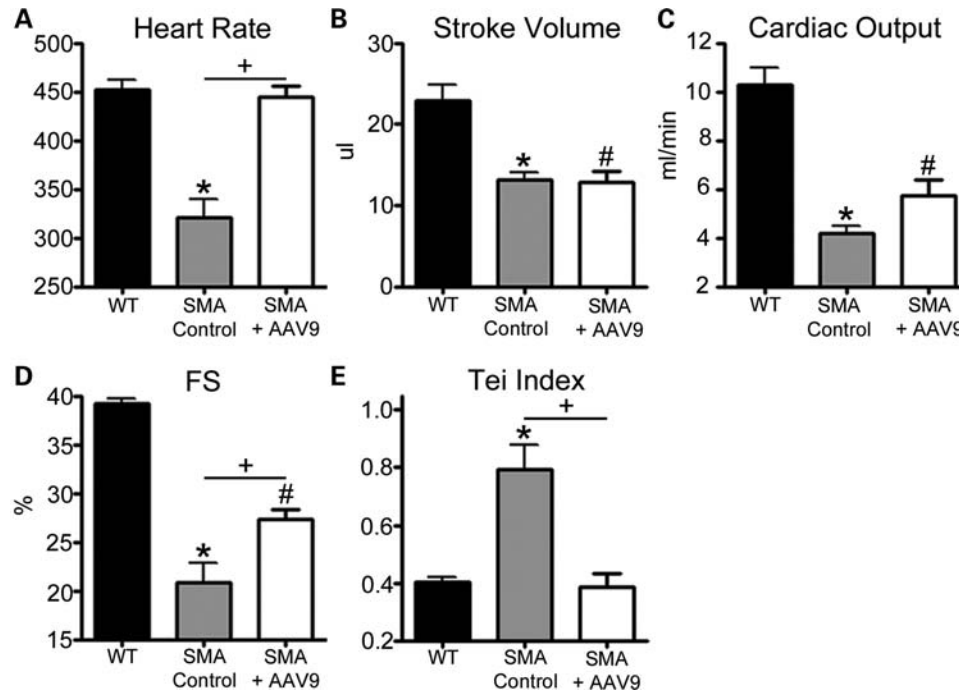 A
Heart Rate
450
500
400
350
300
250
+
*
WT
SMA
Control
SMA
+ AAV9
B
Stroke Volume
30
20
10
0
ul
*
#
WT
SMA
Control
SMA
+ AAV9
C
Cardiac Output
12
10
8
6
4
2
ml/min
*
#
WT
SMA
Control
SMA
+ AAV9
D
FS
40
35
30
25
20
15
%
+
*
#
WT
SMA
Control
SMA
+ AAV9
E
Tei Index
1.0
0.8
0.6
0.4
0.2
+
*
WT
SMA
Control
SMA
+ AAV9